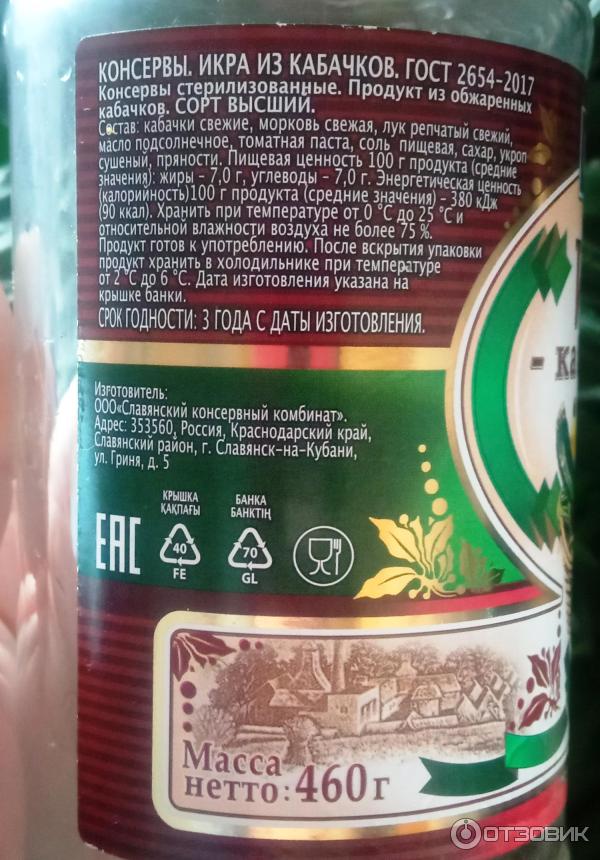 КОНСЕРВЫ. ИКРА ИЗ КАБАЧКОВ. ГОСТ 2654-2017
Консервы стерилизованные. Продукт из обжаренных
кабачков. СОРТ ВЫСШИЙ.
Состав: кабачки свежие, морковь свежая, лук репчатый свежий,
масло подсолнечное, томатная паста, соль пищевая, сахар, укроп
сушеный, пряности. Пищевая ценность 100 г продукта (средние
значения): жиры – 7,0 г, углеводы – 7,0 г. Энергетическая ценность
(калорийность)100 г продукта (средние значения) – 380 кДж
(90 ккал). Хранить при температуре от 0 °С до 25 °С и
относительной влажности воздуха не более 75 %.
Продукт готов к употреблению. После вскрытия упаковки
продукт хранить в холодильнике при температуре
от 2 °С до 6 °С. Дата изготовления указана на
крышке банки.
СРОК ГОДНОСТИ: 3 ГОДА С ДАТЫ ИЗГОТОВЛЕНИЯ.
Изготовитель:
ООО«Славянский консервный комбинат».
Адрес: 353560, Россия, Краснодарский край,
Славянский район, г. Славянск-на-Кубани,
ул. Гриня, д. 5
КРЫШКА
ҚАҚПАҒЫ
БАНКА
БАНКТІҢ
ЕАС
40
FE
70
GL
Масса
нетто: 460 г
ОТЗОВИК